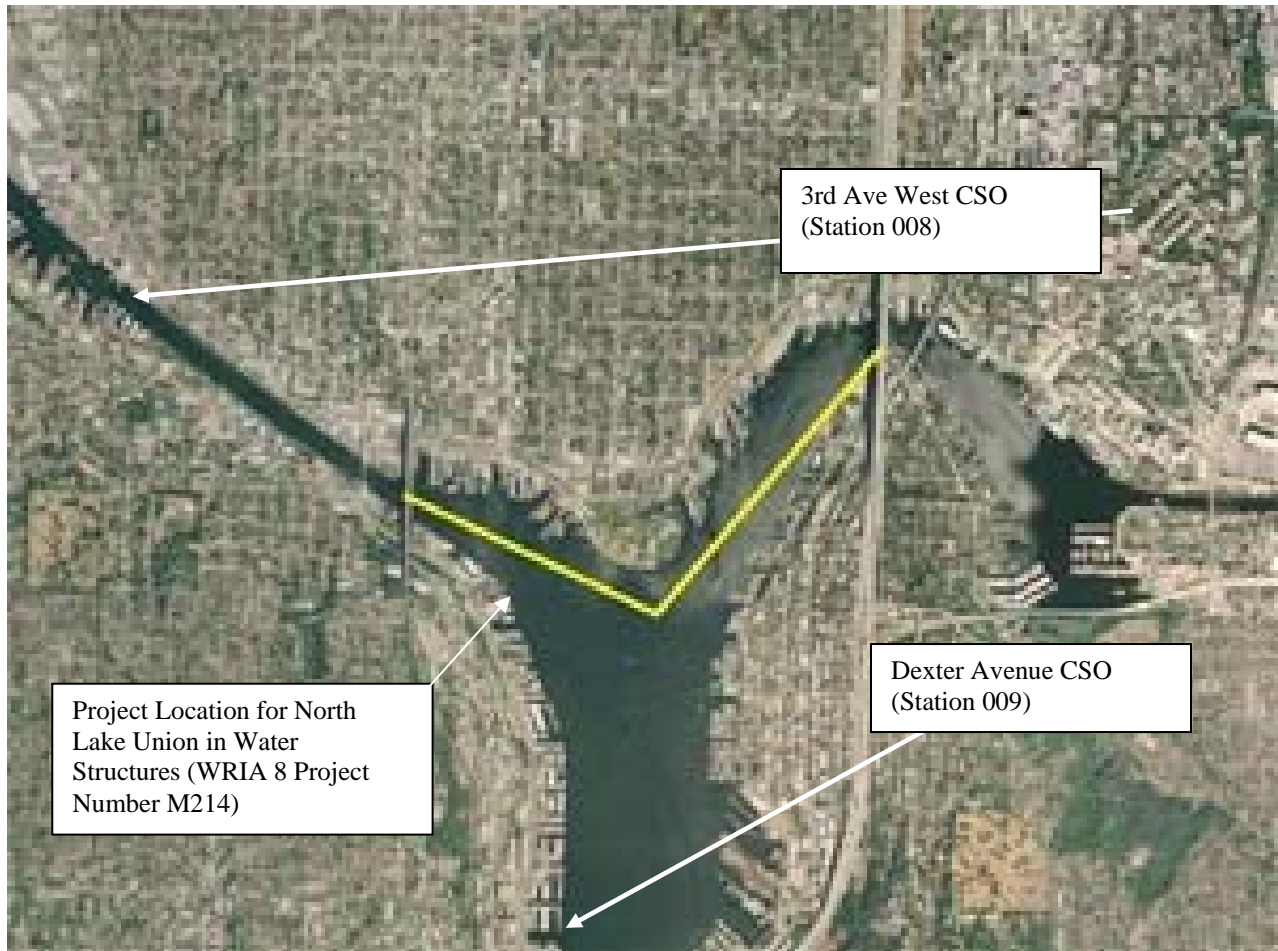 3rd Ave West CSO
(Station 008)
Project Location for North
Lake Union in Water
Structures (WRIA 8 Project
Number M214)
Dexter Avenue CSO
(Station 009)